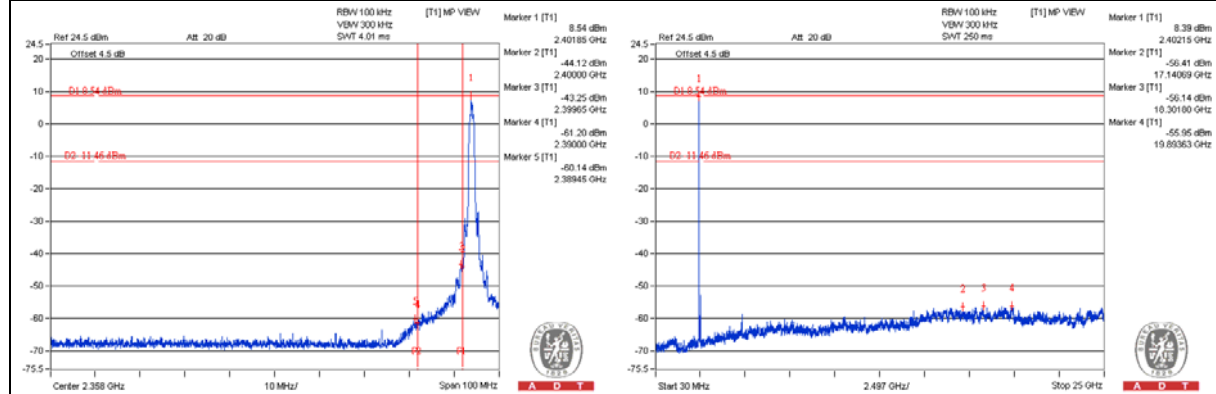 RBW 100 kHz [T1] MP VIEW
VBW 300 kHz
Ref 24.5 dBm Att 20 dB SWT 4.01 ms
Marker 1 [T1]
8.54 dBm
2.40185 GHz
Marker 2 [T1]
-44.12 dBm
2.40000 GHz
Marker 3 [T1]
-43.25 dBm
2.39965 GHz
Marker 4 [T1]
-61.20 dBm
2.39000 GHz
Marker 5 [T1]
-60.14 dBm
2.38945 GHz
24.5
Offset 4.5 dB
20
1
D1 8.54 dBm
10
0
-10
D2 -11.46 dBm
-20
-30
-40
3
-50
5
-60
-70
-75.5
Center 2.358 GHz 10 MHz/ Span 100 MHz
BUREAU VERITAS
1828
A D T
RBW 100 kHz [T1] MP VIEW
VBW 300 kHz
Ref 24.5 dBm Att 20 dB SWT 250 ms
Marker 1 [T1]
8.39 dBm
2.40215 GHz
Marker 2 [T1]
-56.41 dBm
17.14069 GHz
Marker 3 [T1]
-56.14 dBm
18.30180 GHz
Marker 4 [T1]
-55.95 dBm
19.89363 GHz
24.5
Offset 4.5 dB
20
1
D1 8.54 dBm
10
0
-10
D2 -11.46 dBm
-20
-30
-40
-50
2 3 4
-60
-70
-75.5
Start 30 MHz 2.497 GHz/ Stop 25 GHz
BUREAU VERITAS
1828
A D T